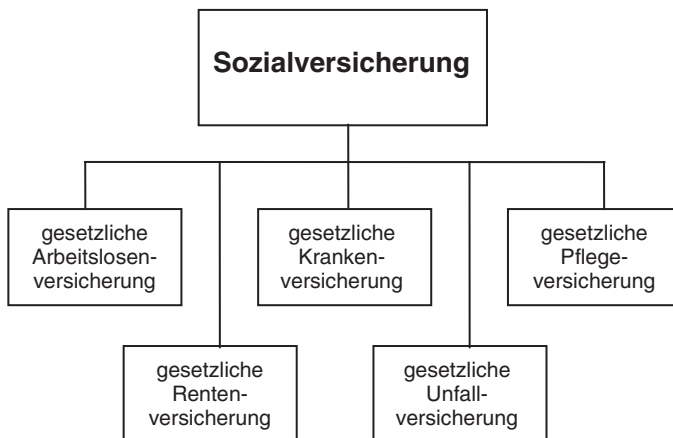 Sozialversicherung
gesetzliche
Arbeitslosen-
versicherung
gesetzliche
Kranken-
versicherung
gesetzliche
Pflege-
versicherung
gesetzliche
Renten-
versicherung
gesetzliche
Unfall-
versicherung